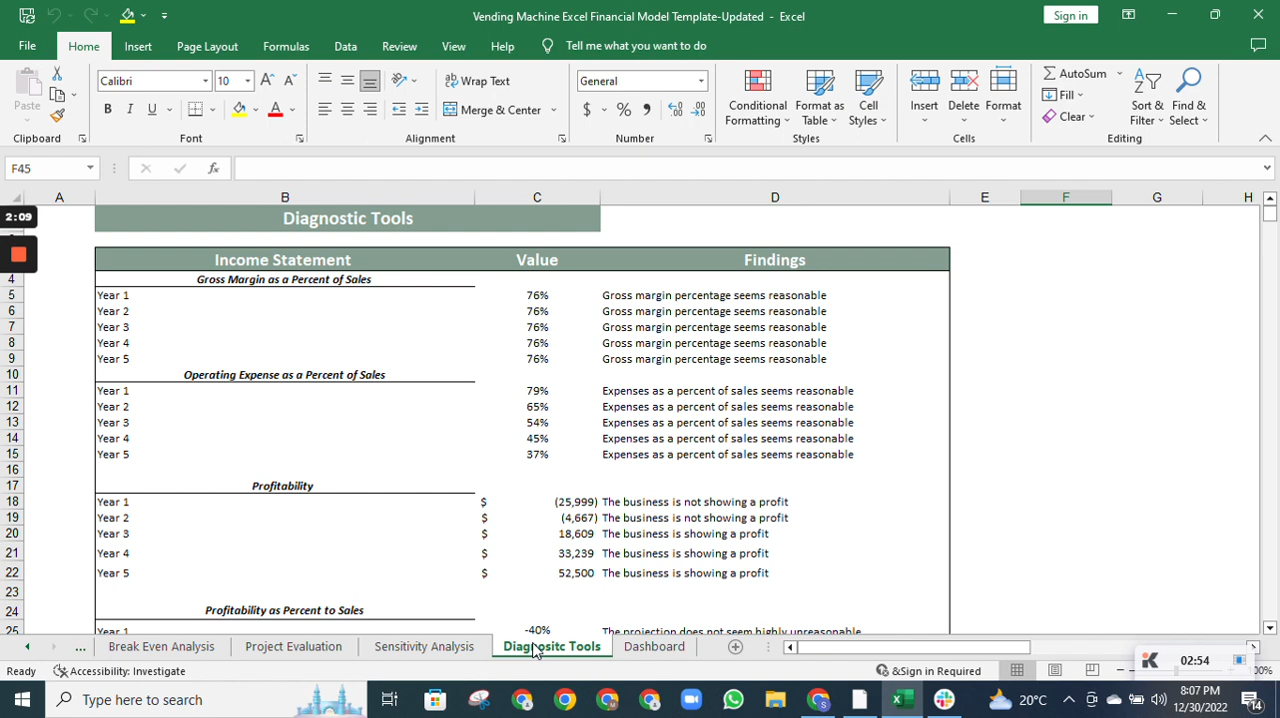 Vending Machine Excel Financial Model Template-Updated - Excel
Sign in
File Home Insert Page Layout Formulas Data Review View Help Tell me what you want to do
Paste
Calibri 10
Wrap Text
General
Conditional Formatting
Format as Table
Cell Styles
Insert
Delete
Format
AutoSum
Sort & Filter
Find & Select
B I U
Merge & Center
$ % ,
Fill
Clear
Clipboard Font Alignment Number Styles Cells Editing
F45 fx
A B C D E F G H
2:09
Diagnostic Tools
Income Statement Value Findings
4 Gross Margin as a Percent of Sales
5 Year 1 76% Gross margin percentage seems reasonable
6 Year 2 76% Gross margin percentage seems reasonable
7 Year 3 76% Gross margin percentage seems reasonable
8 Year 4 76% Gross margin percentage seems reasonable
9 Year 5 76% Gross margin percentage seems reasonable
10 Operating Expense as a Percent of Sales
11 Year 1 79% Expenses as a percent of sales seems reasonable
12 Year 2 65% Expenses as a percent of sales seems reasonable
13 Year 3 54% Expenses as a percent of sales seems reasonable
14 Year 4 45% Expenses as a percent of sales seems reasonable
15 Year 5 37% Expenses as a percent of sales seems reasonable
16
17 Profitability
18 Year 1 $ (25,999) The business is not showing a profit
19 Year 2 $ (4,667) The business is not showing a profit
20 Year 3 $ 18,609 The business is showing a profit
21 Year 4 $ 33,239 The business is showing a profit
22 Year 5 $ 52,500 The business is showing a profit
23
24 Profitability as Percent to Sales
25 Year 1 -40% The projection does not seem highly unreasonable
... Break Even Analysis Project Evaluation Sensitivity Analysis Diagnositc Tools Dashboard
Ready Accessibility: Investigate &Sign in Required 02:54 100%
Type here to search
20°C
8:07 PM
12/30/2022
14